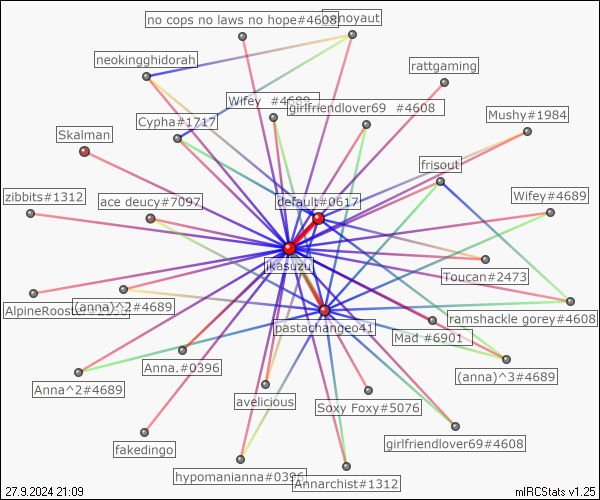 no cops no laws no hope#4608
noyaut
neokingghidorah
rattgaming
Wifey #4689
girlfriendlover69 #4608
Mushy#1984
Cypha#1717
Skalman
frisout
zibbits#1312
ace deucy#7097
default#0617
Wifey#4689
ikasuzu
Toucan#2473
AlpineRooste
(anna)^2#4689
ramshackle gorey#4608
pastachangeo41
Mad #6901
Anna.#0396
(anna)^3#4689
Anna^2#4689
avelicious
Soxy Foxy#5076
fakedingo
girlfriendlover69#4608
hypomanianna#0396
Annarchist#1312
27.9.2024 21:09
mIRCStats v1.25